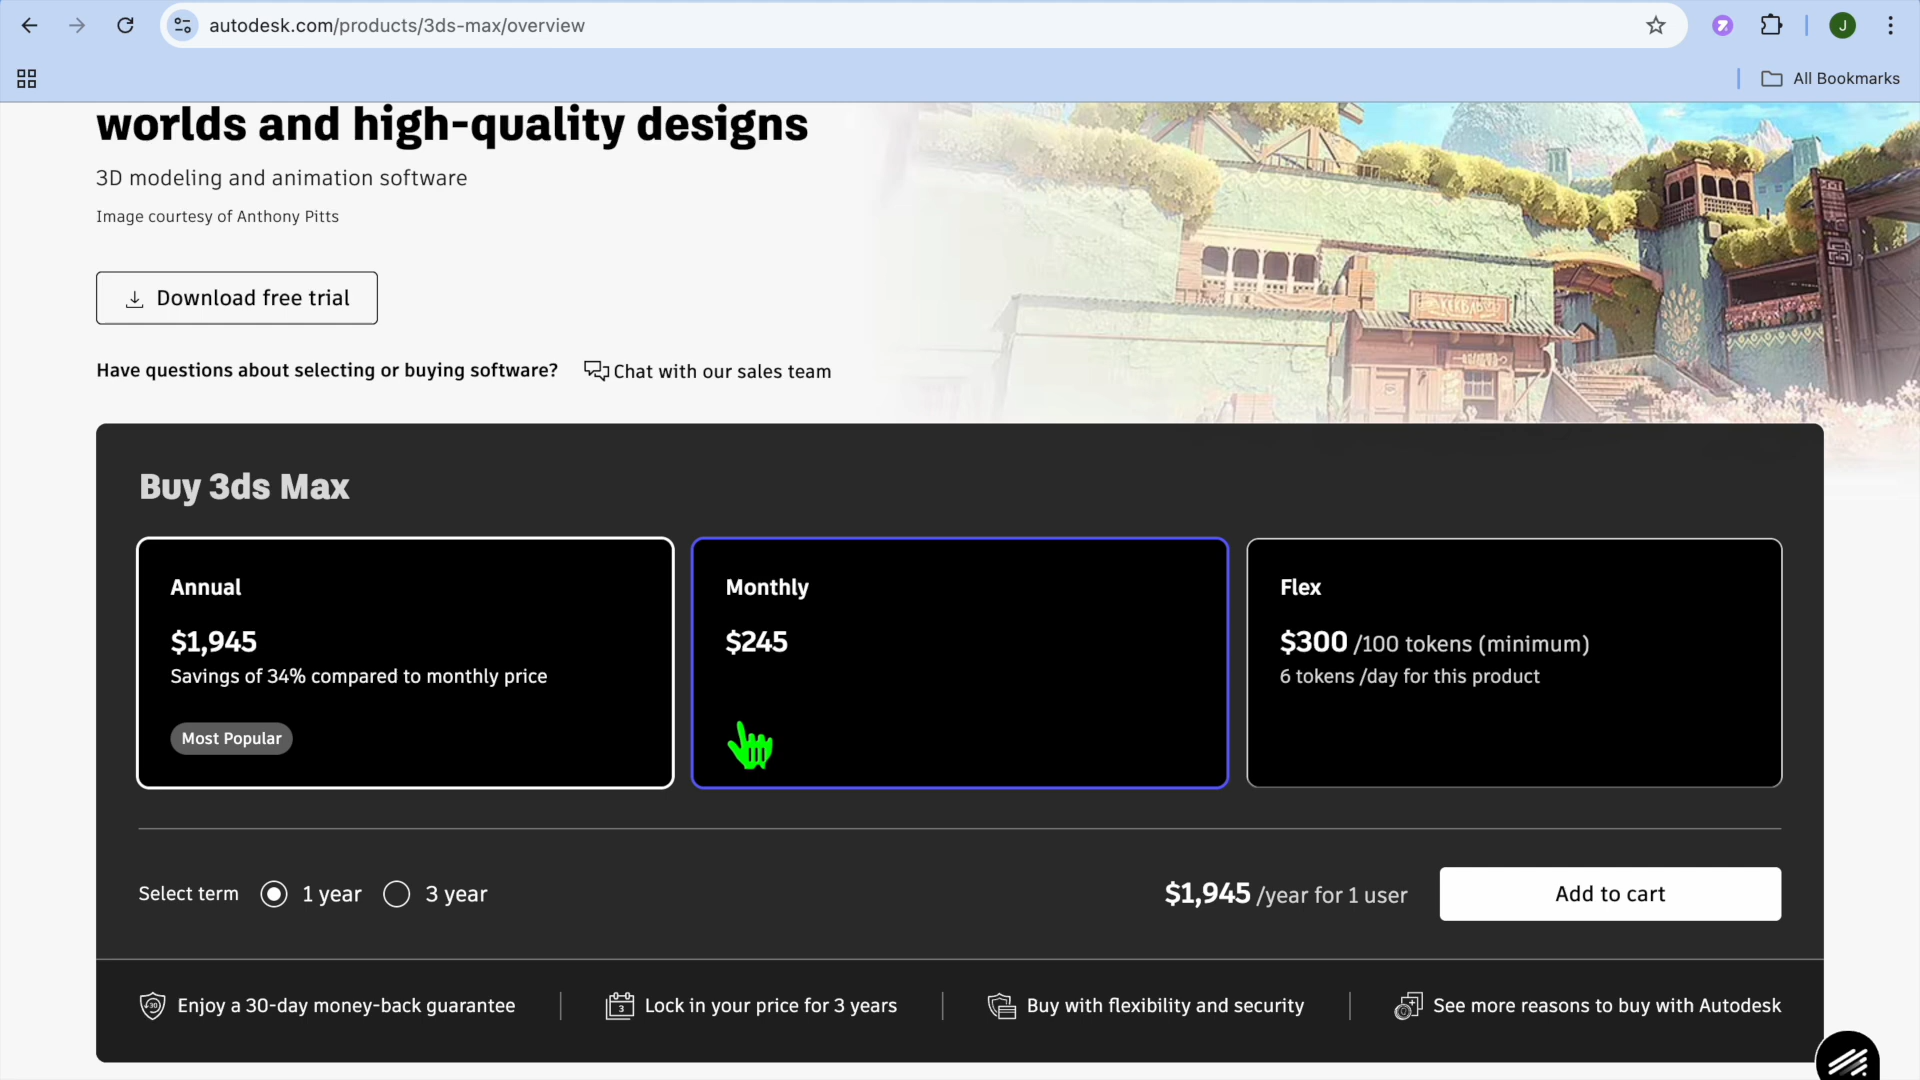 autodesk.com/products/3ds-max/overview
J
All Bookmarks
worlds and high-quality designs
3D modeling and animation software
Image courtesy of Anthony Pitts
Download free trial
Have questions about selecting or buying software?
Chat with our sales team
Buy 3ds Max
Annual
$1,945
Savings of 34% compared to monthly price
Most Popular
Monthly
$245
Flex
$300 /100 tokens (minimum)
6 tokens /day for this product
Select term
1 year
3 year
$1,945 /year for 1 user
Add to cart
Enjoy a 30-day money-back guarantee
Lock in your price for 3 years
Buy with flexibility and security
See more reasons to buy with Autodesk